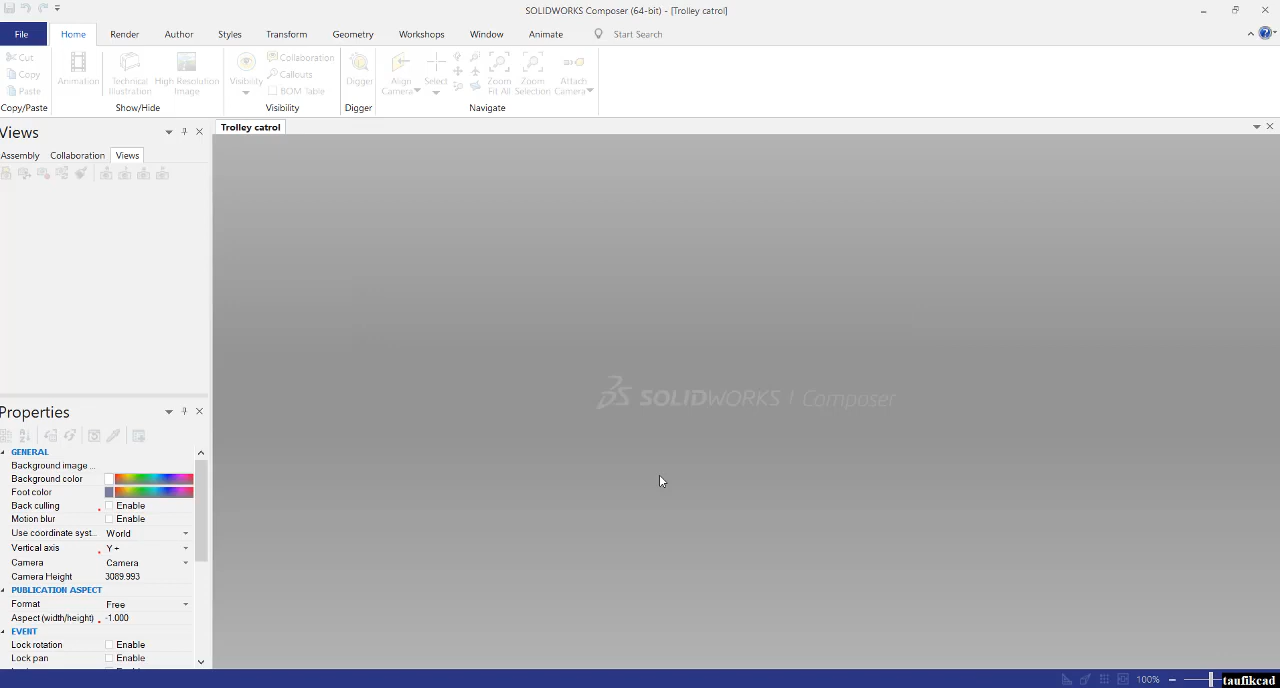 SOLIDWORKS Composer (64-bit) - [Trolley catrol]
File Home Render Author Styles Transform Geometry Workshops Window Animate Start Search
Cut
Copy
Paste
Copy/Paste
Animation
Technical Illustration
High Resolution Image
Show/Hide
Visibility
Collaboration
Callouts
BOM Table
Visibility
Digger
Digger
Align Camera
Select
Zoom Fit All
Zoom Selection
Attach Camera
Navigate
Views
Trolley catrol
Assembly Collaboration Views
SOLIDWORKS | Composer
Properties
GENERAL
Background image ...
Background color
Foot color
Back culling Enable
Motion blur Enable
Use coordinate syst... World
Vertical axis Y +
Camera Camera
Camera Height 3089.993
PUBLICATION ASPECT
Format Free
Aspect (width/height) -1.000
EVENT
Lock rotation Enable
Lock pan Enable
100%
taufikcad